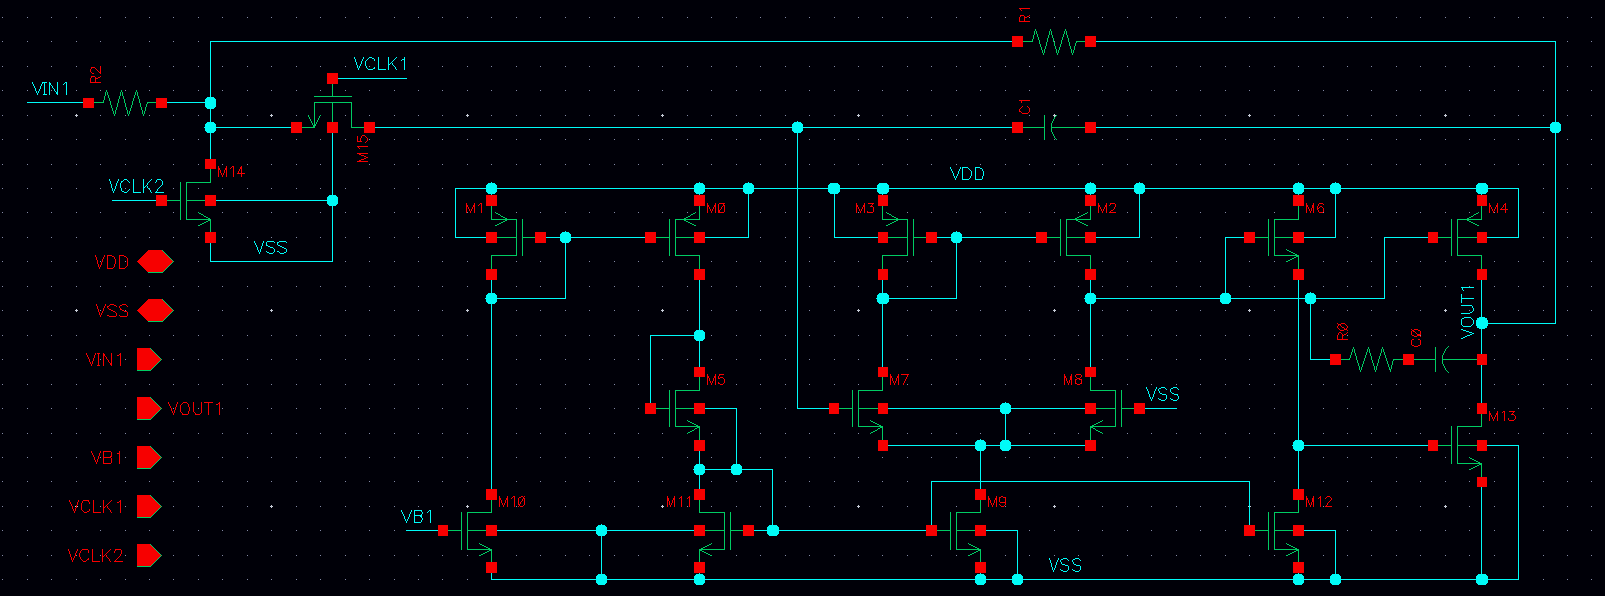 R1
VCLK1
R2
VIN1
C1
M15
M14
VCLK2
VDD
M1
M0
M3
M2
M6
M4
VSS
VDD
VOUT1
VSS
R0
C0
VIN1
M5
M7
M8
VSS
VOUT1
M13
VB1
M10
M11
M9
M12
VCLK1
VB1
VCLK2
VSS